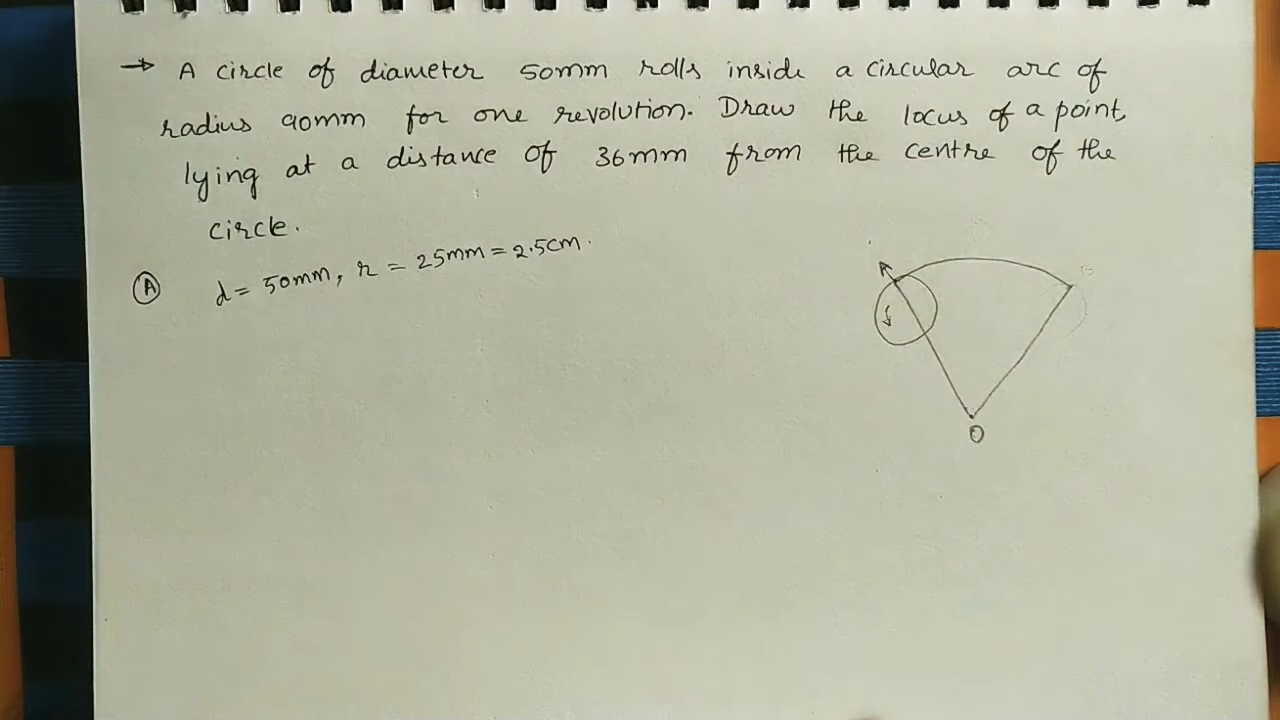 → A circle of diameter 50mm rolls inside a circular arc of
radius 90mm for one revolution. Draw the locus of a point,
lying at a distance of 36mm from the centre of the
circle.
A d = 50mm, r = 25mm = 2.5cm.
B
O